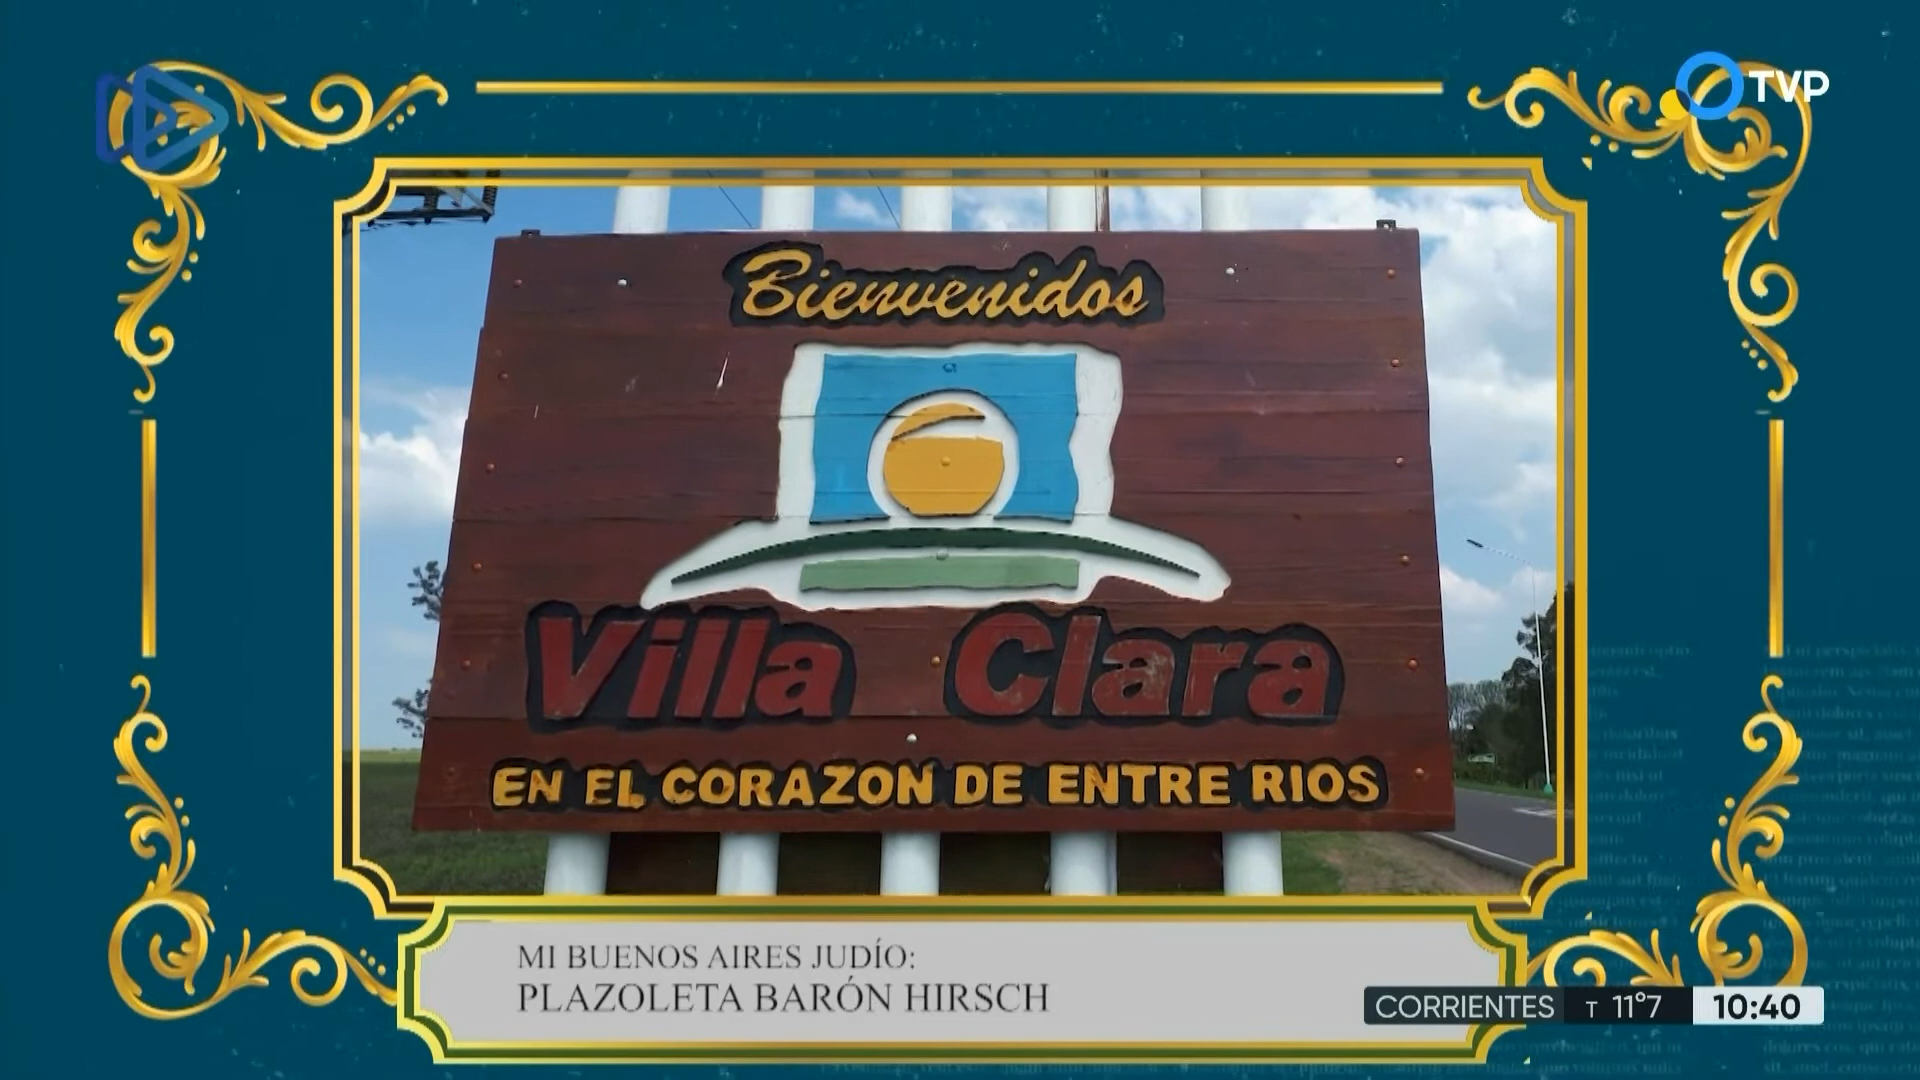 TVP
Bienvenidos
Villa Clara
EN EL CORAZON DE ENTRE RIOS
MI BUENOS AIRES JUDÍO:
PLAZOLETA BARÓN HIRSCH
CORRIENTES T 11°7 10:40